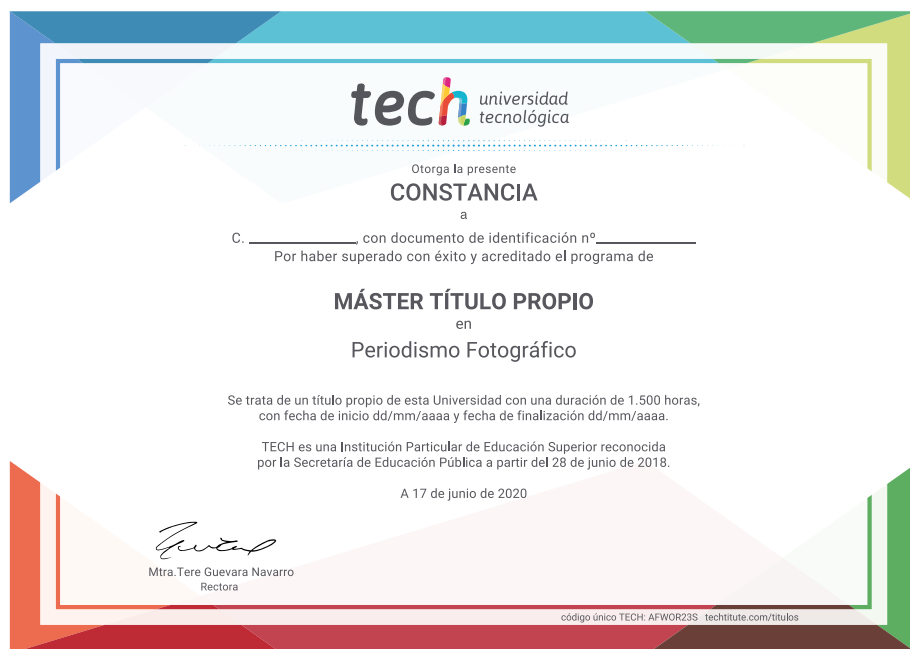 tech universidad
tecnológica
Otorga la presente
CONSTANCIA
a
C. ____________, con documento de identificación nº____________
Por haber superado con éxito y acreditado el programa de
MÁSTER TÍTULO PROPIO
en
Periodismo Fotográfico
Se trata de un título propio de esta Universidad con una duración de 1.500 horas,
con fecha de inicio dd/mm/aaaa y fecha de finalización dd/mm/aaaa.
TECH es una Institución Particular de Educación Superior reconocida
por la Secretaría de Educación Pública a partir del 28 de junio de 2018.
A 17 de junio de 2020
Mtra.Tere Guevara Navarro
Rectora
código único TECH: AFWOR23S techtitute.com/titulos